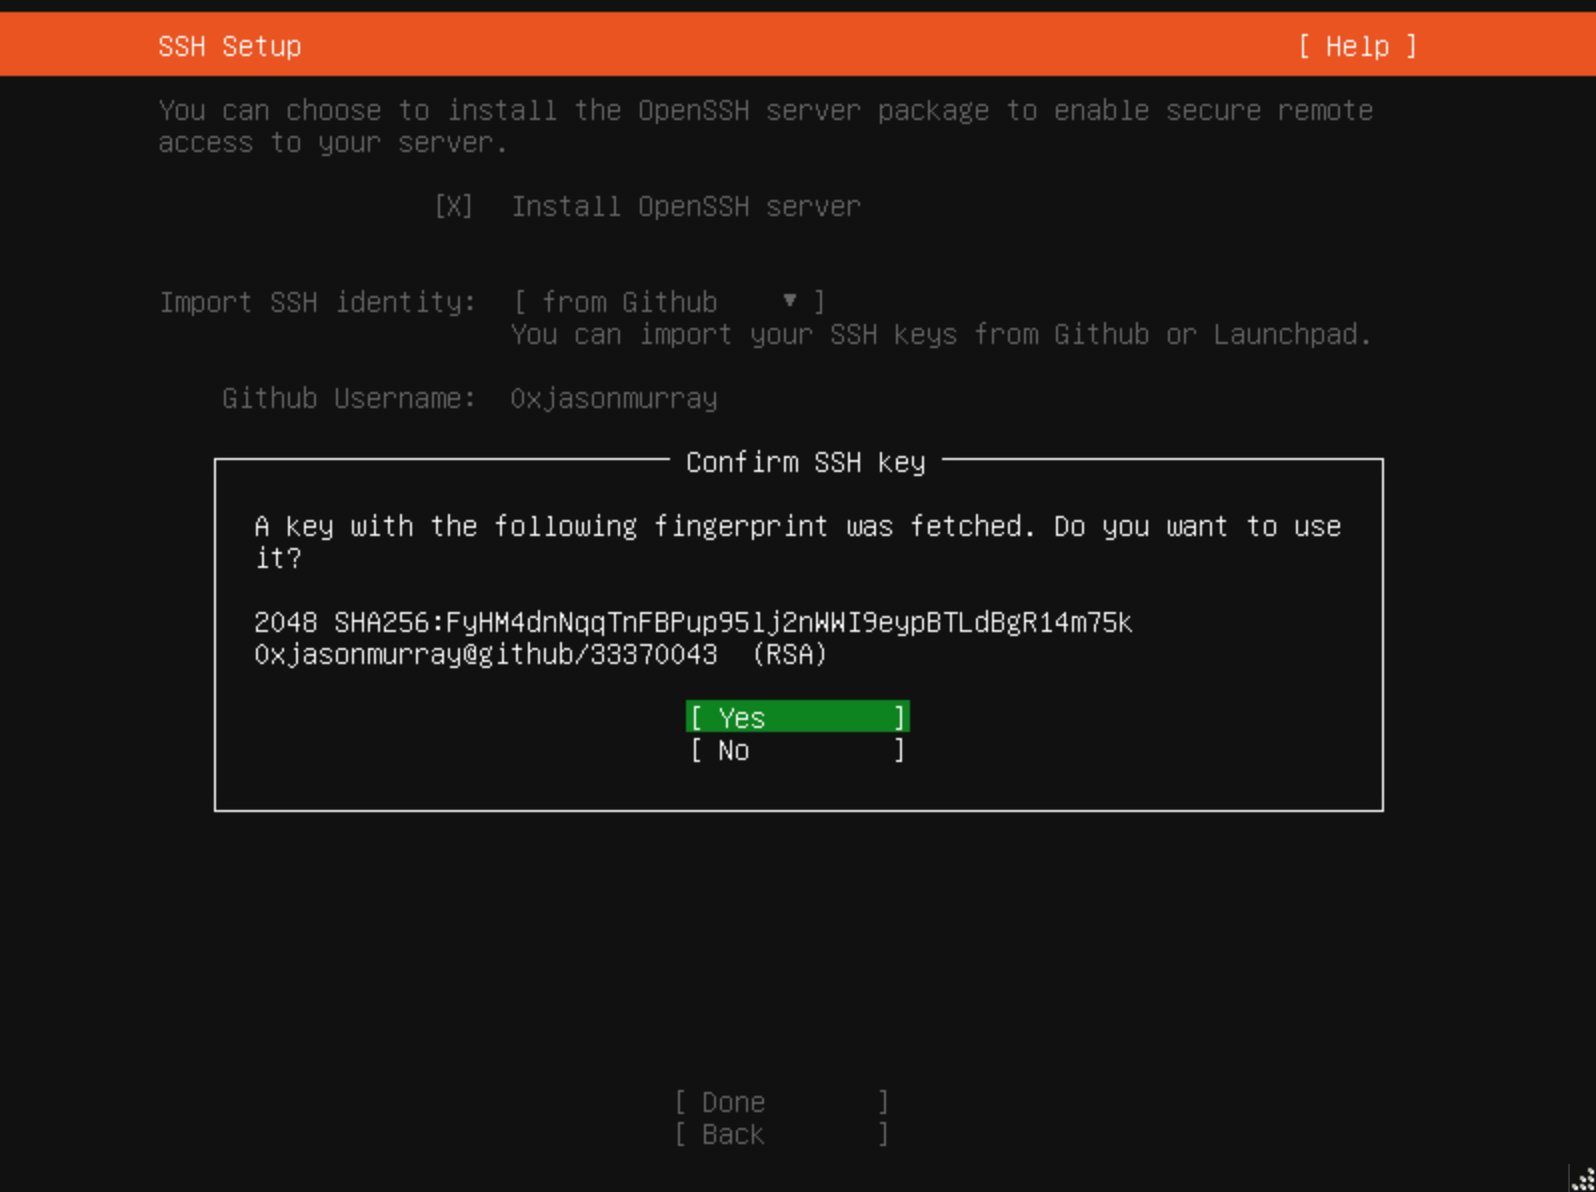 SSH Setup [ Help ]
You can choose to install the OpenSSH server package to enable secure remote
access to your server.
[X] Install OpenSSH server
Import SSH identity: [ from Github ▾ ]
You can import your SSH keys from Github or Launchpad.
Github Username: 0xjasonmurray
Confirm SSH key
A key with the following fingerprint was fetched. Do you want to use
it?
2048 SHA256:FyHM4dnNqqTnFBPup95lj2nWWI9eypBTLdBgR14m75k
0xjasonmurray@github/33370043 (RSA)
[ Yes ]
[ No ]
[ Done ]
[ Back ]